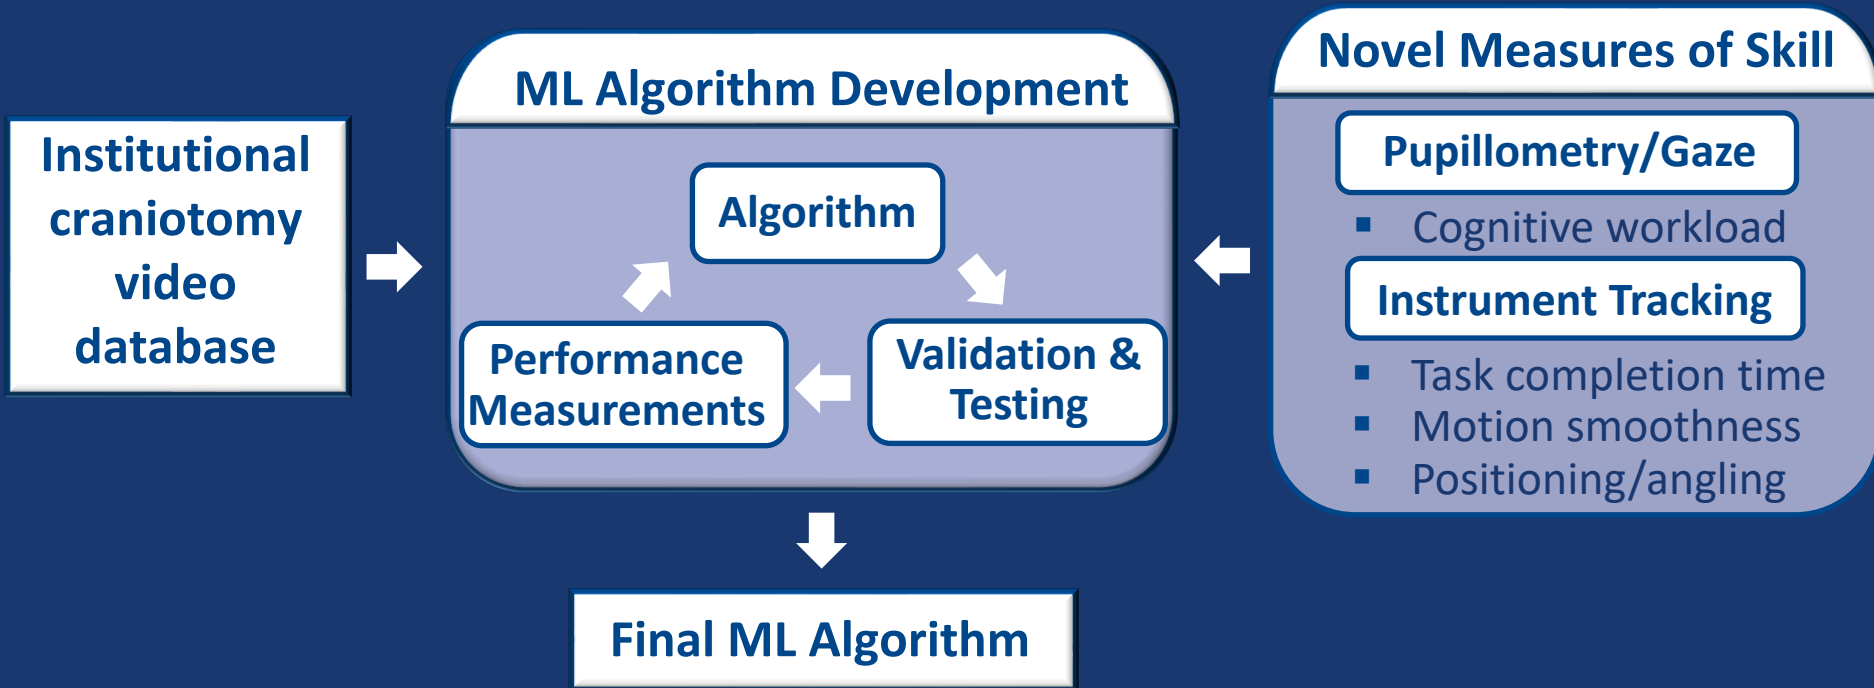 Institutional
craniotomy
video
database
ML Algorithm Development
Algorithm
Performance
Measurements
Validation &
Testing
Final ML Algorithm
Novel Measures of Skill
Pupillometry/Gaze
▪ Cognitive workload
Instrument Tracking
▪ Task completion time
▪ Motion smoothness
▪ Positioning/angling